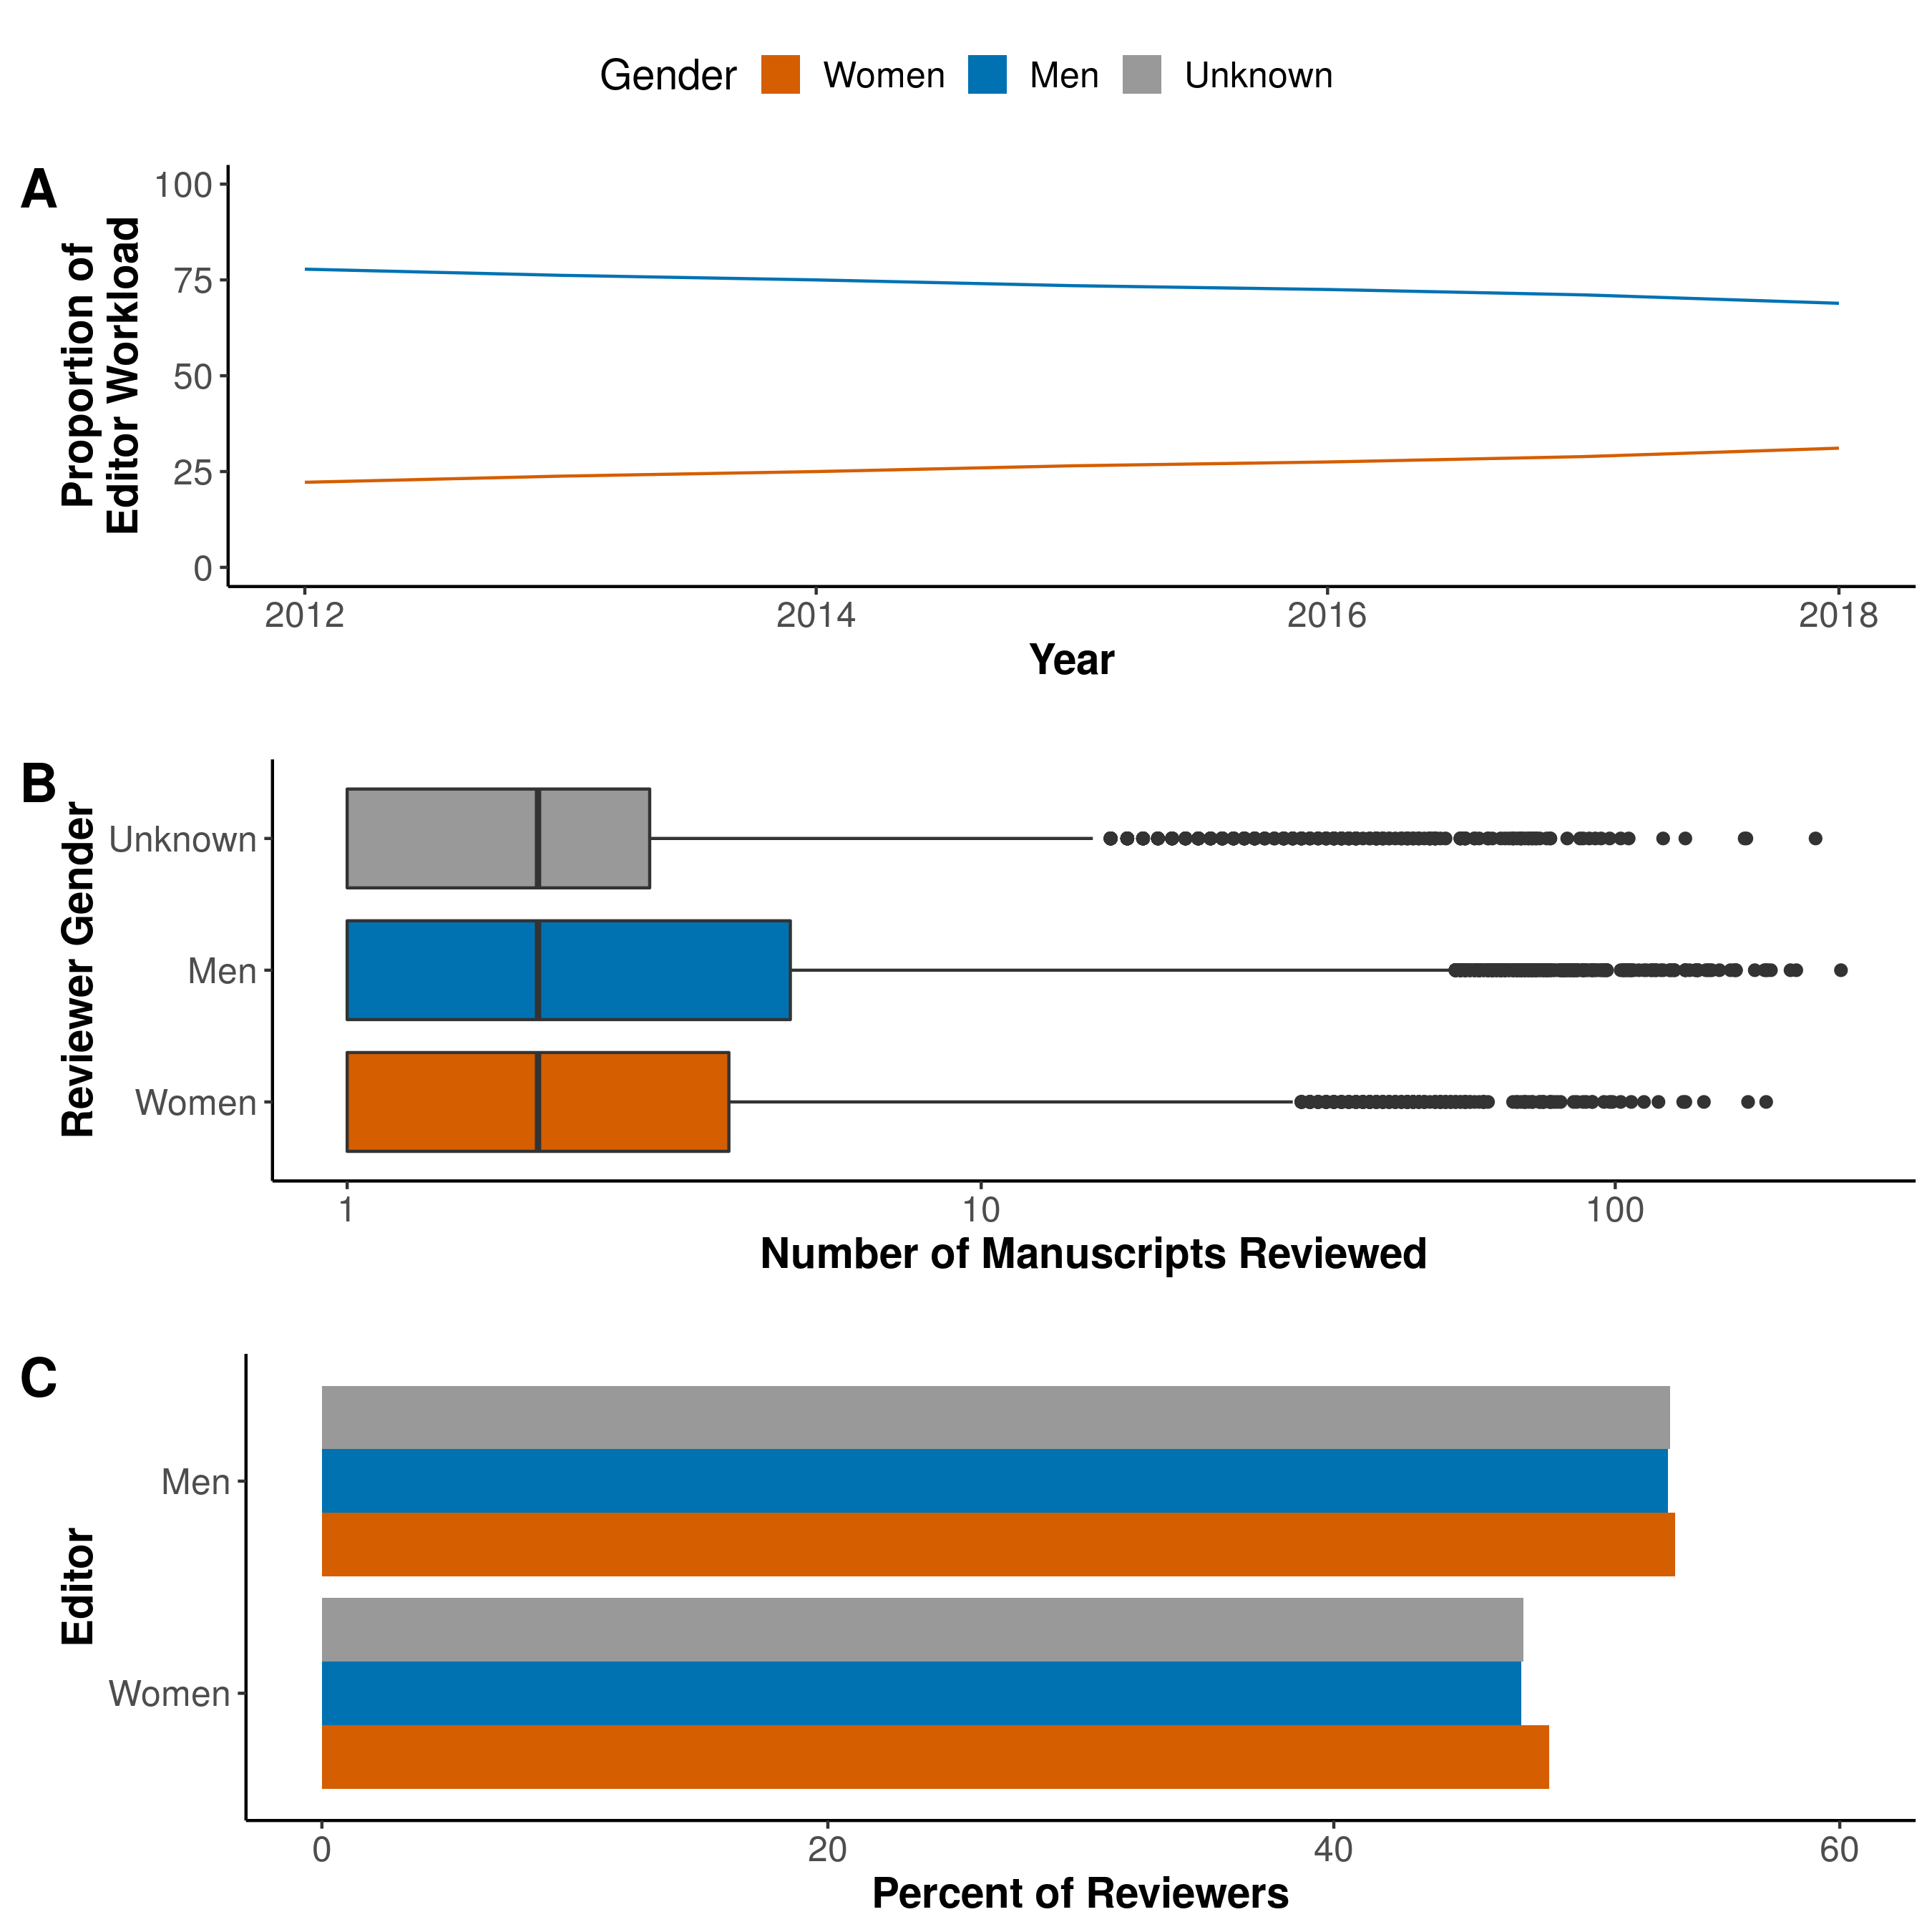 Gender Women Men Unknown
A
Proportion of
Editor Workload
100
75
50
25
0
2012 2014 2016 2018
Year
B
Reviewer Gender
Unknown
Men
Women
1 10 100
Number of Manuscripts Reviewed
C
Editor
Men
Women
0 20 40 60
Percent of Reviewers